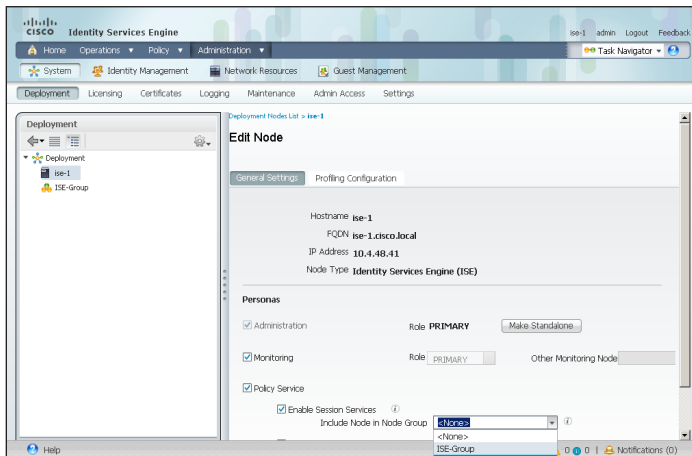 CISCO Identity Services Engine
ise-1 admin Logout Feedback
Home Operations ▼ Policy ▼ Administration ▼
Task Navigator ▼
System Identity Management Network Resources Guest Management
Deployment Licensing Certificates Logging Maintenance Admin Access Settings
Deployment
Deployment
ise-1
ISE-Group
Deployment Nodes List > ise-1
Edit Node
General Settings Profiling Configuration
Hostname ise-1
FQDN ise-1.cisco.local
IP Address 10.4.48.41
Node Type Identity Services Engine (ISE)
Personas
Administration Role PRIMARY Make Standalone
Monitoring Role PRIMARY Other Monitoring Node
Policy Service
Enable Session Services
Include Node in Node Group <None>
<None>
ISE-Group
Help
0 0 | Notifications (0)